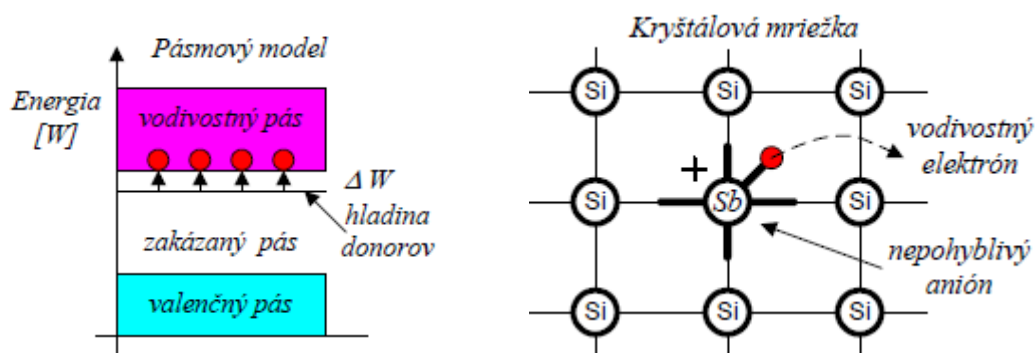 Pásmový model
Energia
[W]
vodivostný pás
Δ W
hladina
donorov
zakázaný pás
valenčný pás
Kryštálová mriežka
Si Si Si
vodivostný
elektrón
+
Si Sb Si
nepohyblivý
anión
Si Si Si